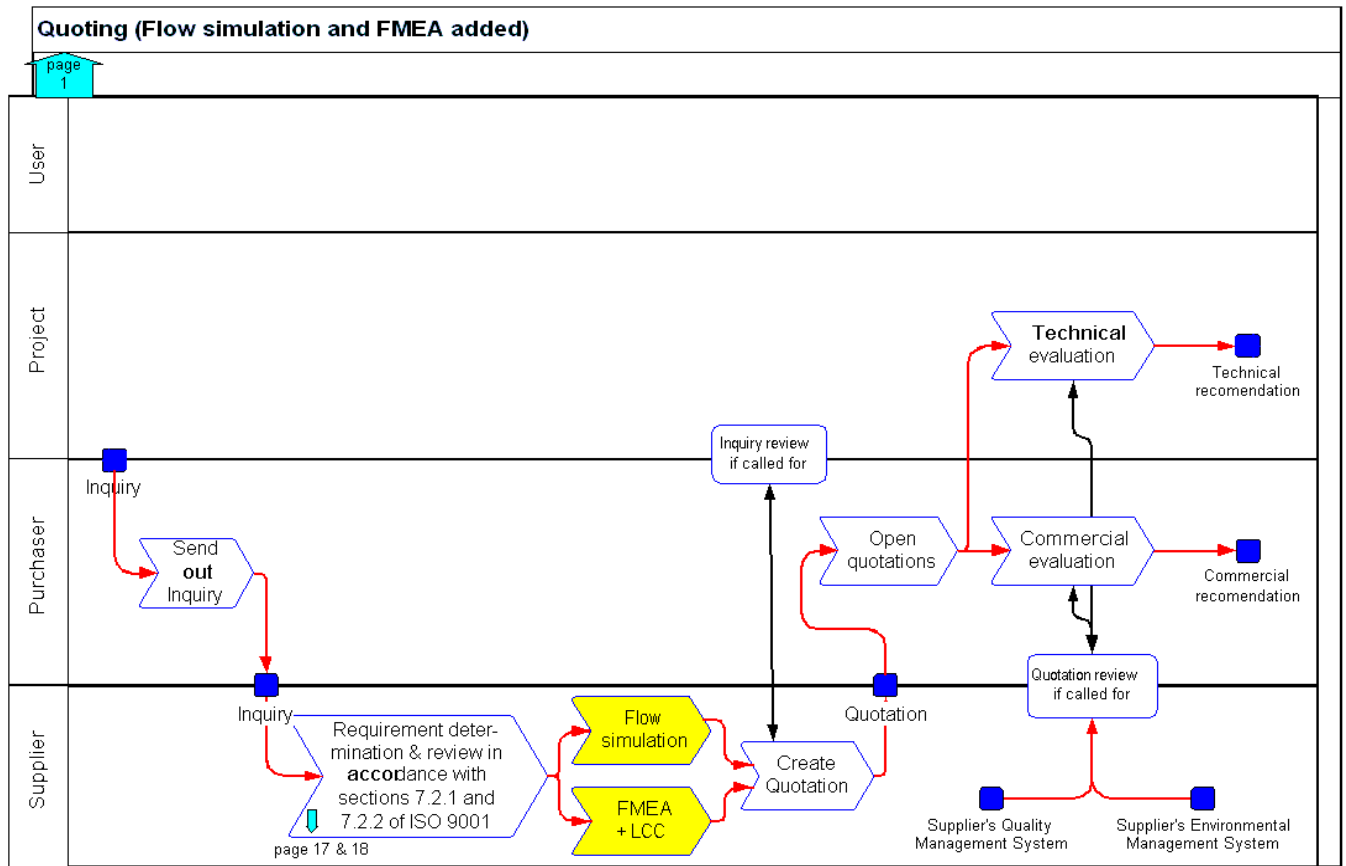 Quoting (Flow simulation and FMEA added)
page
1
User
Project
Technical
evaluation
Technical
recomendation
Inquiry review
if called for
Purchaser
Inquiry
Send
out
Inquiry
Open
quotations
Commercial
evaluation
Commercial
recomendation
Quotation review
if called for
Supplier
Inquiry
Requirement deter-
mination & review in
accordance with
sections 7.2.1 and
7.2.2 of ISO 9001
page 17 & 18
Flow
simulation
FMEA
+ LCC
Create
Quotation
Quotation
Supplier's Quality
Management System
Supplier's Environmental
Management System